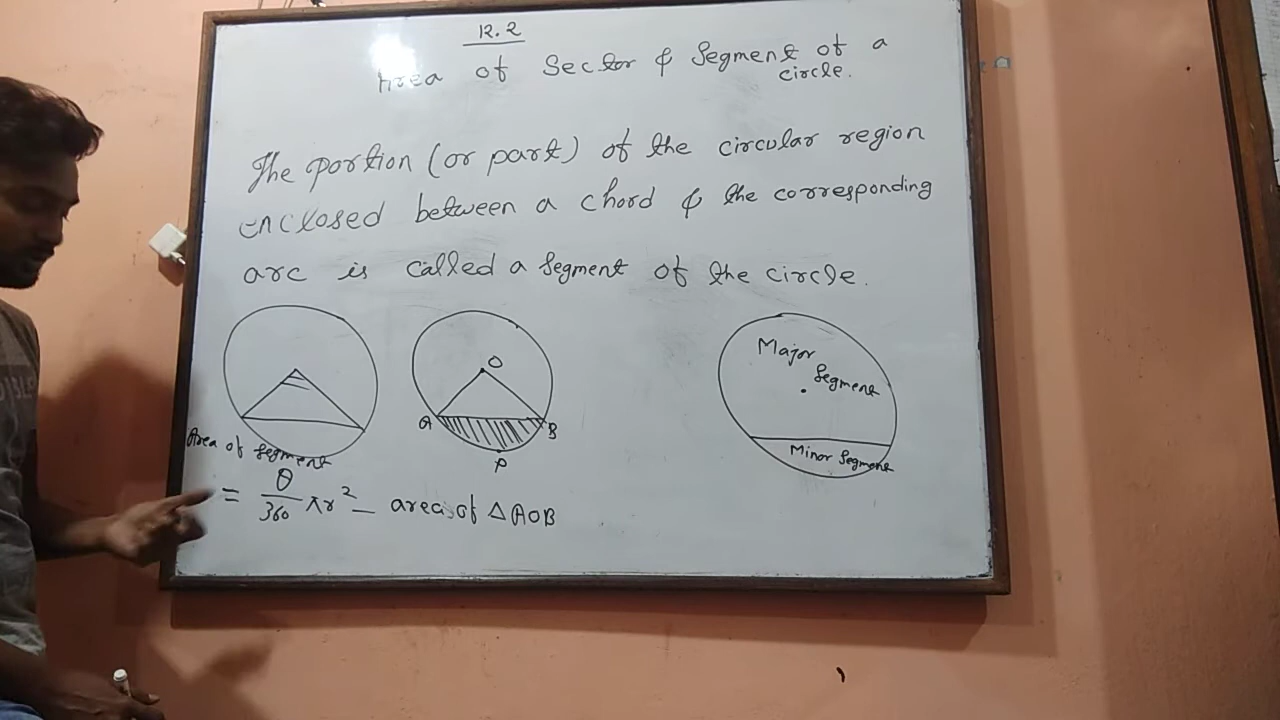 12.2
Area of Sector & Segment of a
circle.
The portion (or part) of the circular region
enclosed between a chord & the corresponding
arc is called a segment of the circle.
O
A
B
P
Major
Segment
Minor Segment
Area of segment
= θ/360 πr² - area of △AOB